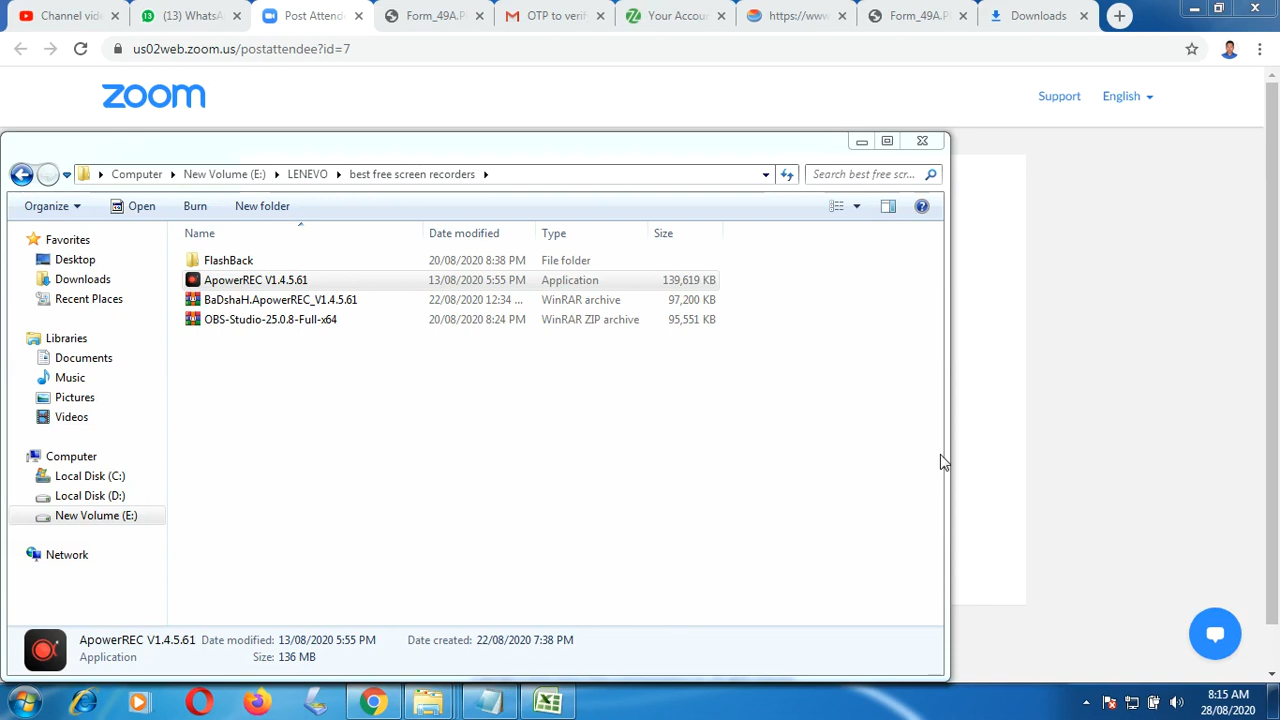 Channel vide
(13) WhatsA
Post Attend
Form_49A.P
OTP to verif
Your Accou
https://www
Form_49A.P
Downloads
us02web.zoom.us/postattendee?id=7
zoom
Support
English
Computer
New Volume (E:)
LENEVO
best free screen recorders
Search best free scr...
Organize
Open
Burn
New folder
Name
Date modified
Type
Size
Favorites
Desktop
Downloads
Recent Places
Libraries
Documents
Music
Pictures
Videos
Computer
Local Disk (C:)
Local Disk (D:)
New Volume (E:)
Network
FlashBack 20/08/2020 8:38 PM File folder
ApowerREC V1.4.5.61 13/08/2020 5:55 PM Application 139,619 KB
BaDshaH.ApowerREC_V1.4.5.61 22/08/2020 12:34 ... WinRAR archive 97,200 KB
OBS-Studio-25.0.8-Full-x64 20/08/2020 8:24 PM WinRAR ZIP archive 95,551 KB
ApowerREC V1.4.5.61 Date modified: 13/08/2020 5:55 PM Date created: 22/08/2020 7:38 PM
Application Size: 136 MB
8:15 AM
28/08/2020